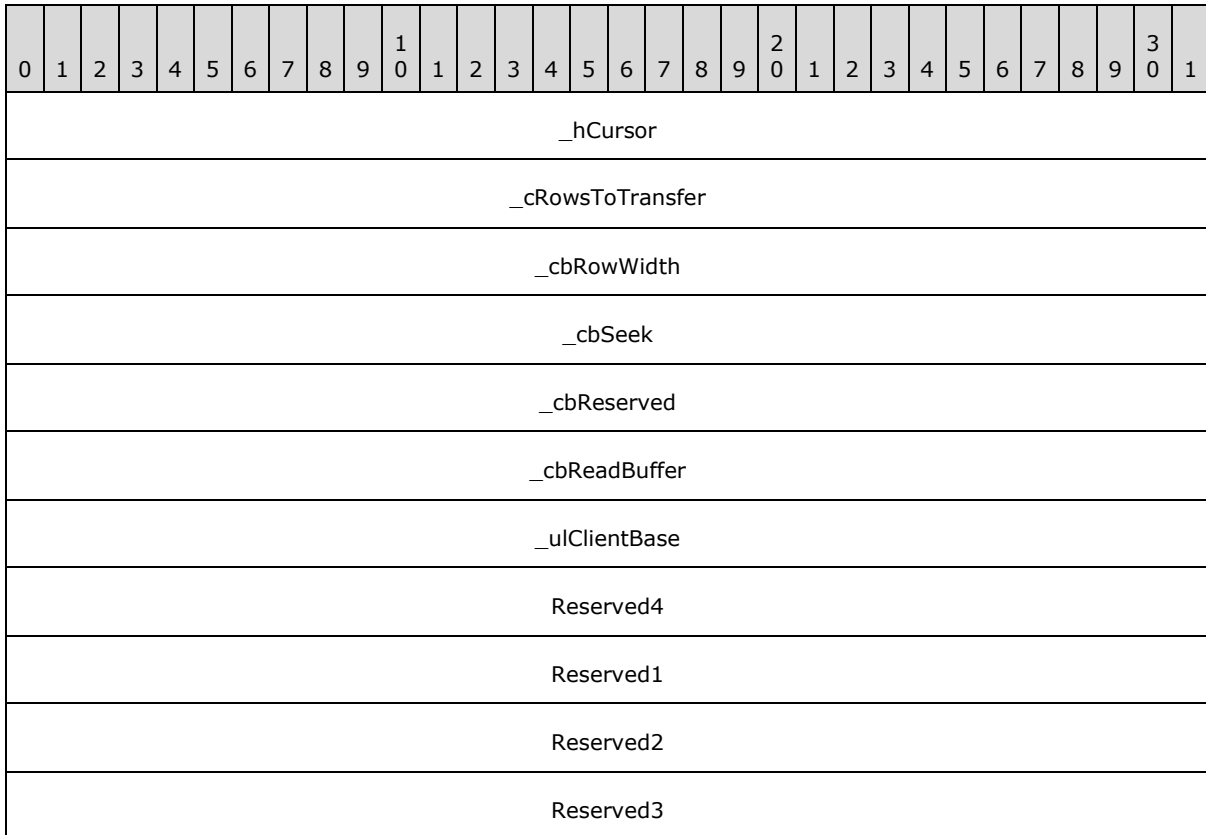 1 2 3
0 1 2 3 4 5 6 7 8 9 0 1 2 3 4 5 6 7 8 9 0 1 2 3 4 5 6 7 8 9 0 1
_hCursor
_cRowsToTransfer
_cbRowWidth
_cbSeek
_cbReserved
_cbReadBuffer
_ulClientBase
Reserved4
Reserved1
Reserved2
Reserved3